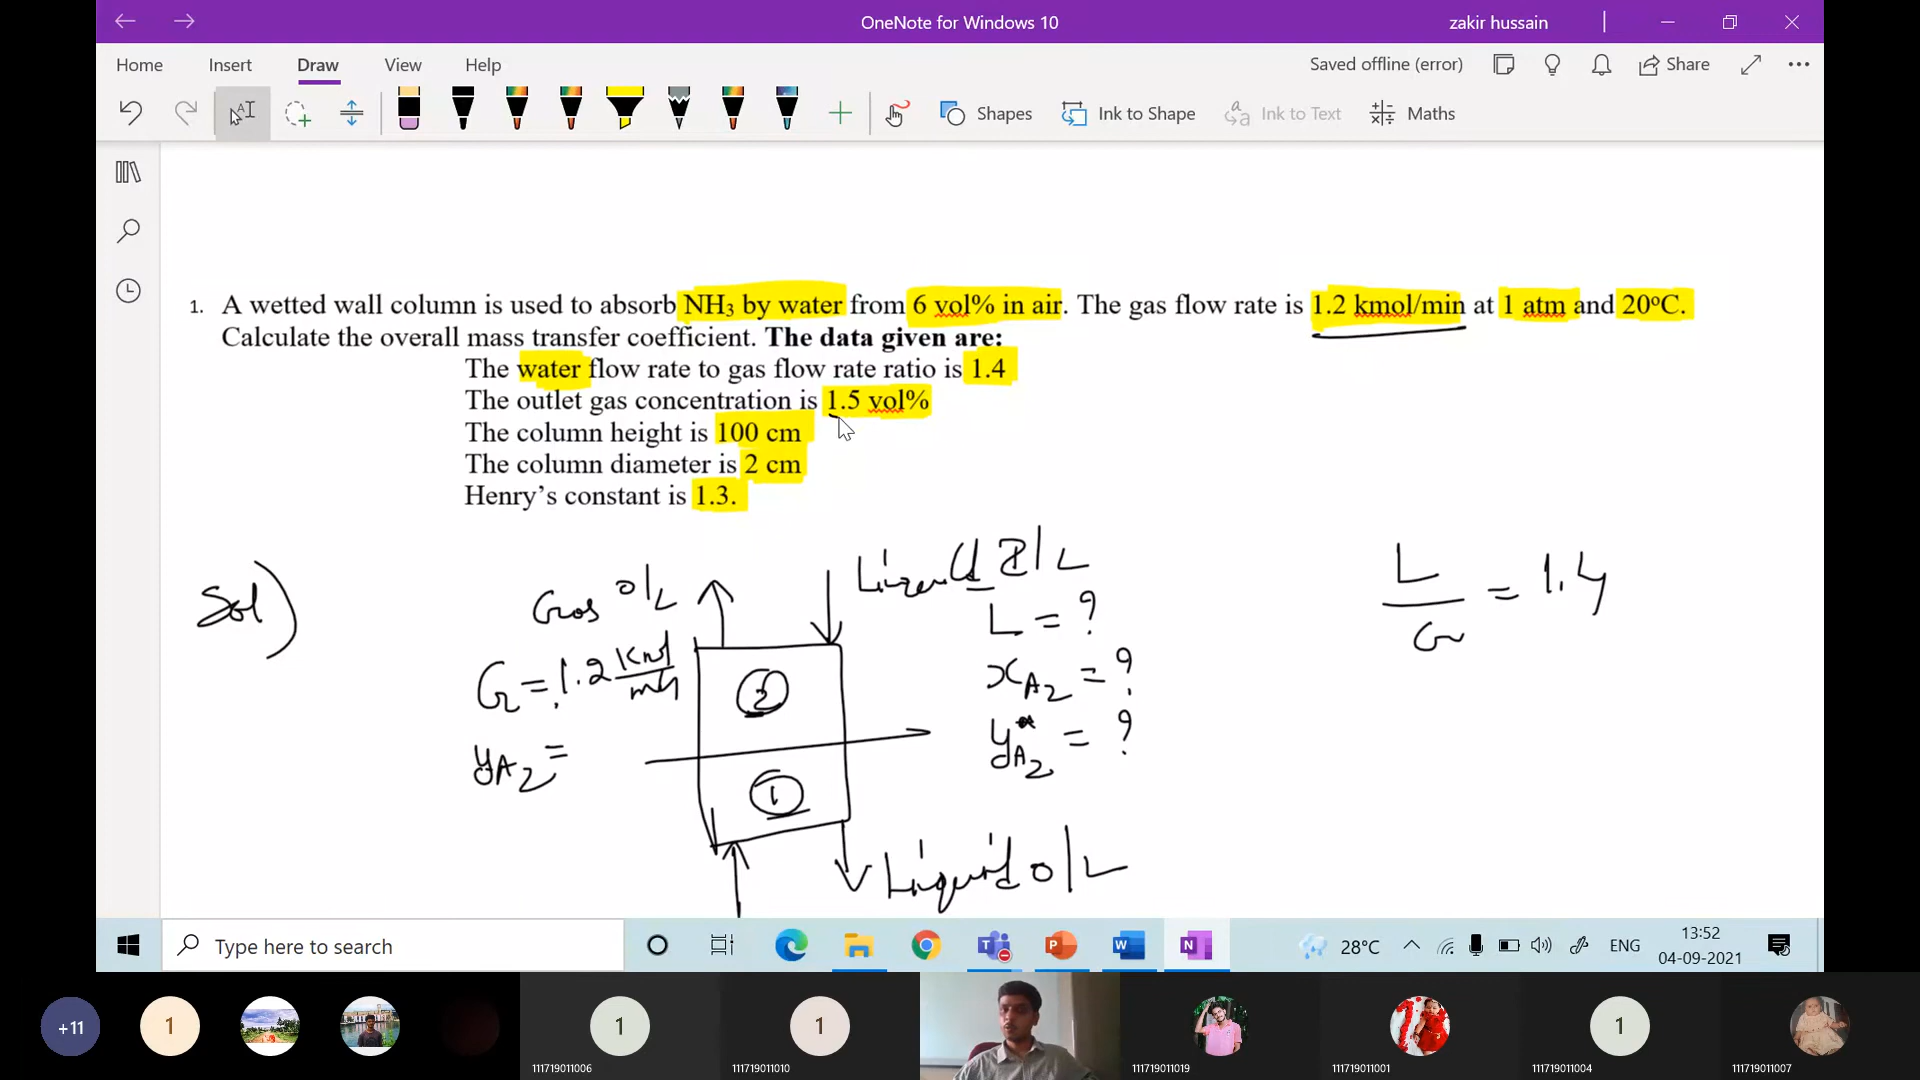 OneNote for Windows 10
zakir hussain
Home Insert Draw View Help
Saved offline (error)
Share
Shapes
Ink to Shape
Ink to Text
Maths
1. A wetted wall column is used to absorb NH3 by water from 6 vol% in air. The gas flow rate is 1.2 kmol/min at 1 atm and 20oC.
Calculate the overall mass transfer coefficient. The data given are:
The water flow rate to gas flow rate ratio is 1.4
The outlet gas concentration is 1.5 vol%
The column height is 100 cm
The column diameter is 2 cm
Henry's constant is 1.3.
Sol)
Gas o/L
Liquid I/L
L = ?
L/G = 1.4
G = 1.2 Kmol/min
2
xA2 = ?
yA2 =
y*A2 = ?
1
Liquid o/L
Type here to search
28°C
ENG
13:52
04-09-2021
+11
1
1
1
1
111719011006
111719011010
111719011019
111719011001
111719011004
111719011007